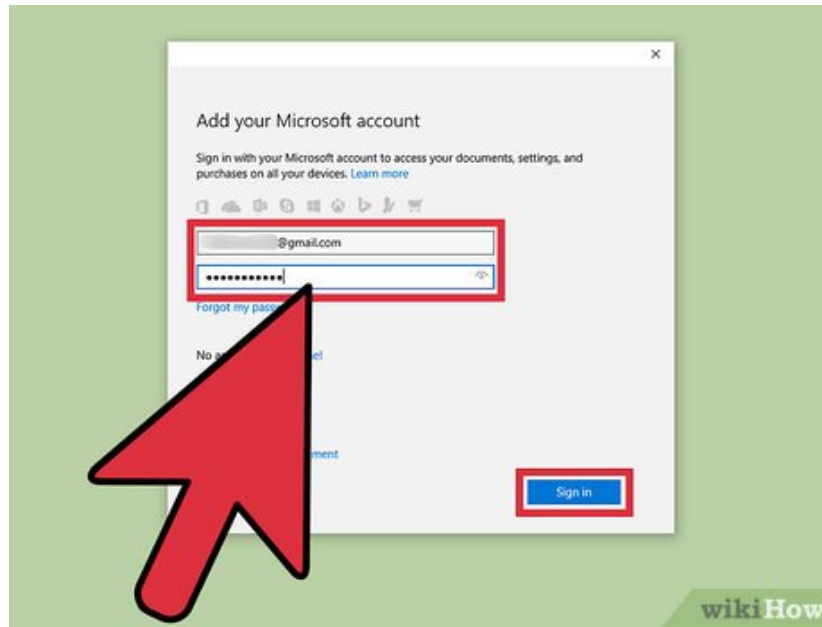 Add your Microsoft account
Sign in with your Microsoft account to access your documents, settings, and
purchases on all your devices. Learn more
@gmail.com
Forgot my
No
Sign in
wikiHow